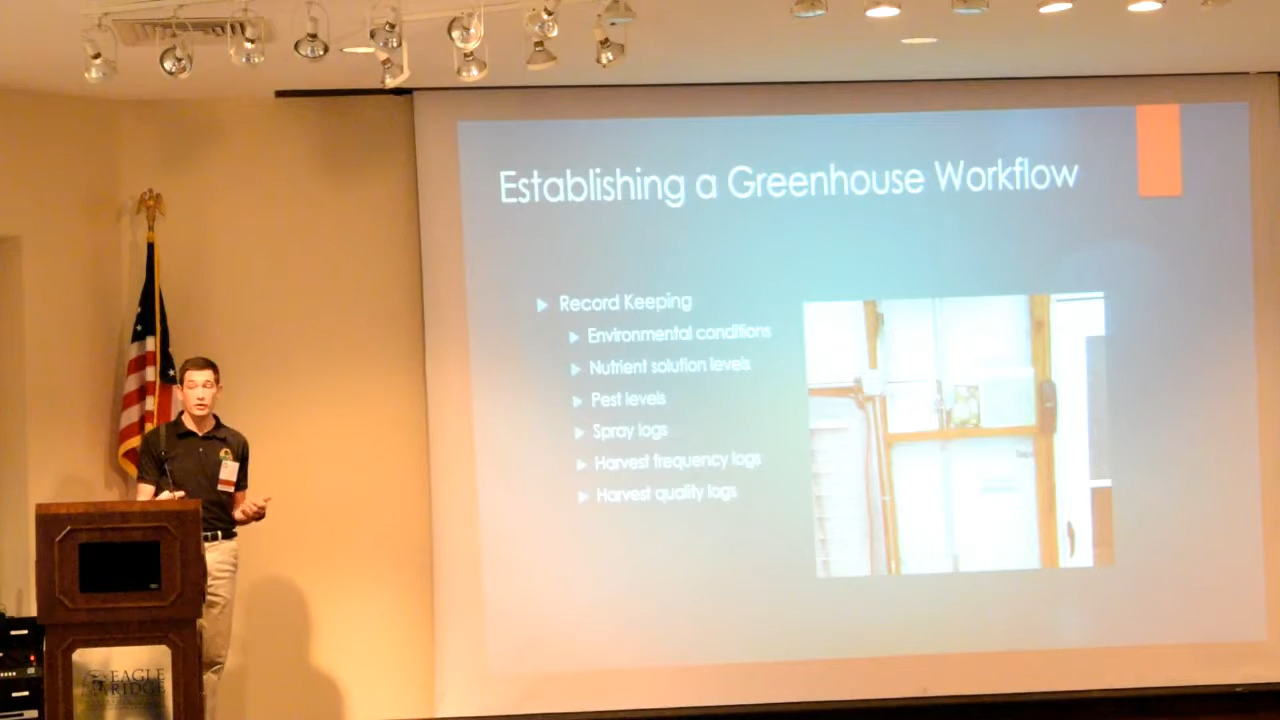 Establishing a Greenhouse Workflow
Record Keeping
Environmental conditions
Nutrient solution levels
Pest levels
Spray logs
Harvest frequency logs
Harvest quality logs
EAGLE
RIDGE